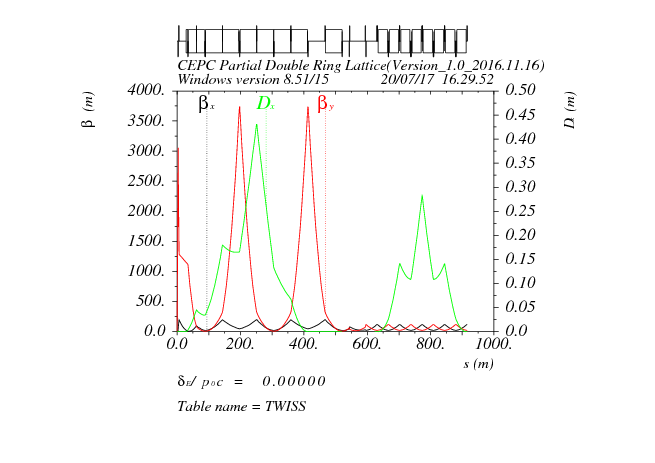 CEPC Partial Double Ring Lattice(Version_1.0_2016.11.16)
Windows version 8.51/15 20/07/17 16.29.52
β (m)
D (m)
βx Dx βy
4000. 0.50
3500. 0.45
0.40
3000. 0.35
2500. 0.30
2000. 0.25
1500. 0.20
0.15
1000. 0.10
500. 0.05
0.0 0.0
0.0 200. 400. 600. 800. 1000.
s (m)
δE/ p0c = 0.00000
Table name = TWISS